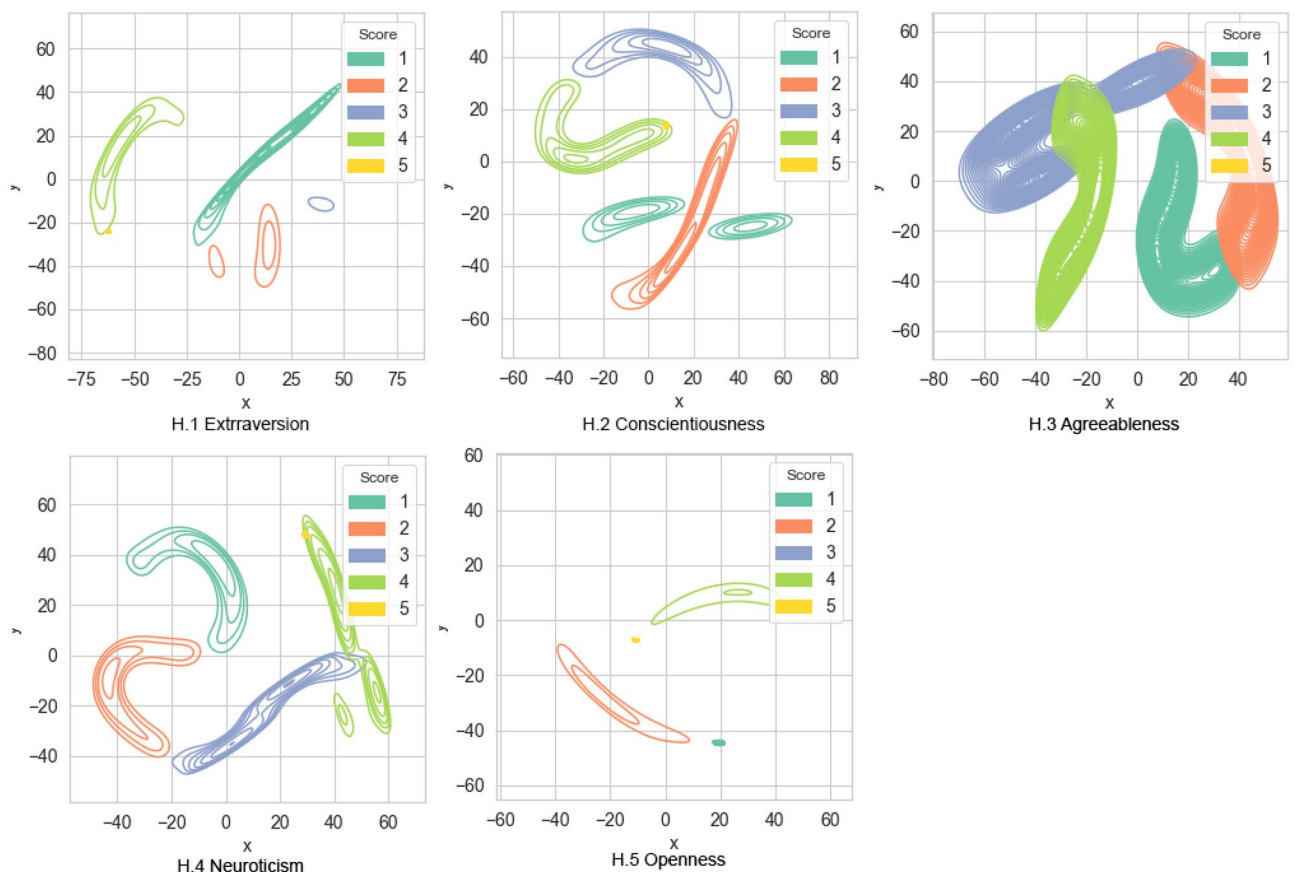 60
40
20
0
−20
−40
−60
−80
y
−75 −50 −25 0 25 50 75
x
Score
1
2
3
4
5
H.1 Extrraversion
40
20
0
−20
−40
−60
y
−60 −40 −20 0 20 40 60 80
x
Score
1
2
3
4
5
H.2 Conscientiousness
60
40
20
0
−20
−40
−60
y
−80 −60 −40 −20 0 20 40
x
Score
1
2
3
4
5
H.3 Agreeableness
60
40
20
0
−20
−40
y
−40 −20 0 20 40 60
x
Score
1
2
3
4
5
H.4 Neuroticism
60
40
20
0
−20
−40
−60
y
−60 −40 −20 0 20 40 60
x
Score
1
2
3
4
5
H.5 Openness